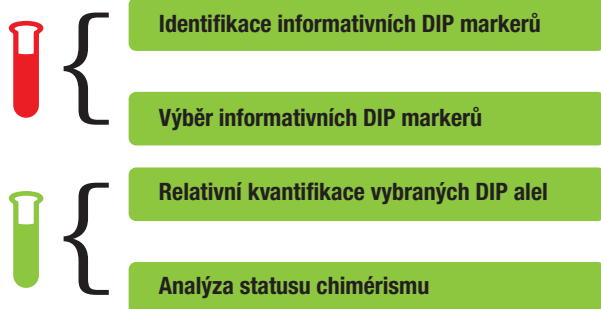 Identifikace informativních DIP markerů
Výběr informativních DIP markerů
Relativní kvantifikace vybraných DIP alel
Analýza statusu chimérismu